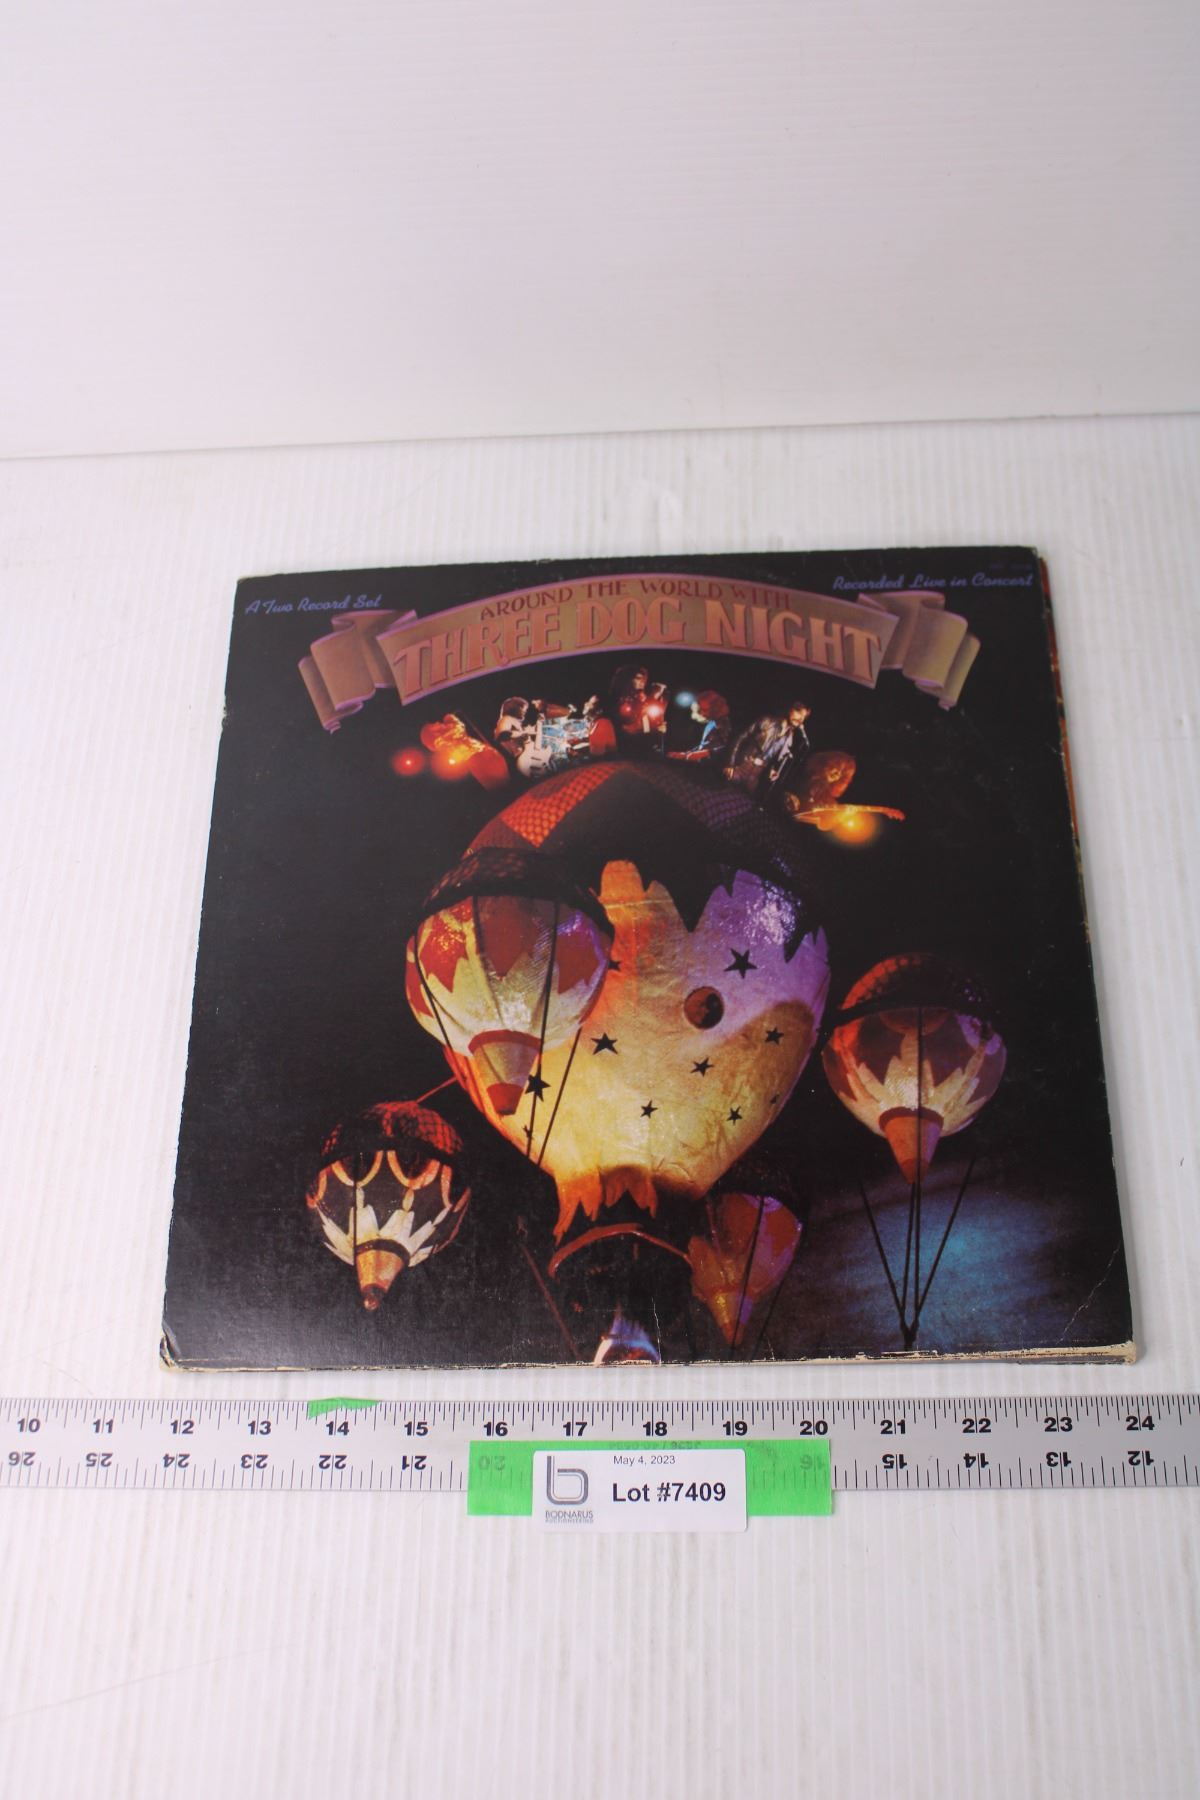 A Two Record Set
Recorded Live in Concert
AROUND THE WORLD WITH
THREE DOG NIGHT
10 11 12 13 14 15 16 17 18 19 20 21 22 23 24
26 25 24 23 22 21 20 16 15 14 13 12
May 4, 2023
Lot #7409
BODNARUS
AUCTIONEERING